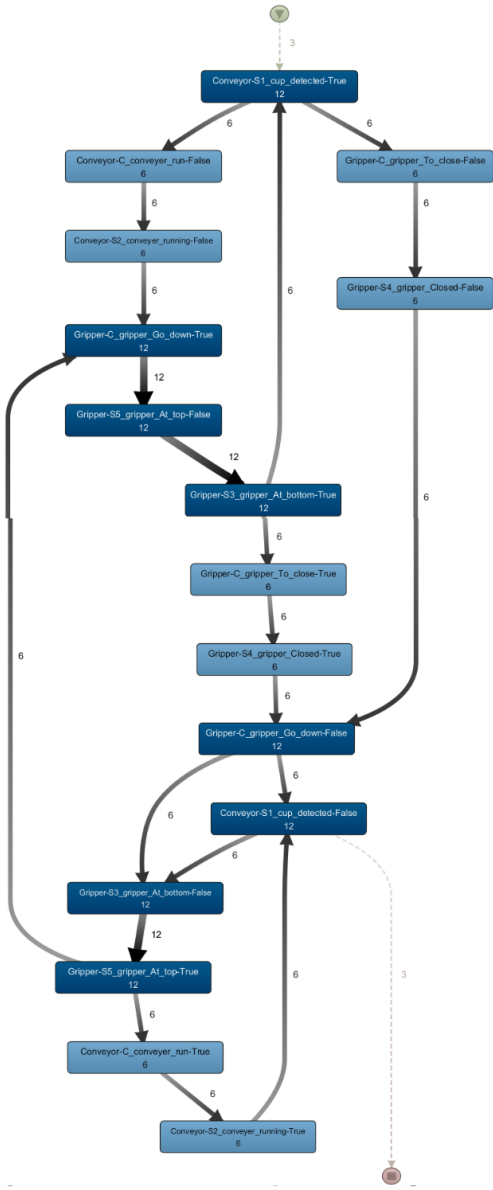 3
Conveyor-S1_cup_detected-True
12
6
6
Conveyor-C_conveyer_run-False
6
Gripper-C_gripper_To_close-False
6
6
6
Conveyor-S2_conveyer_running-False
6
Gripper-S4_gripper_Closed-False
6
6
6
Gripper-C_gripper_Go_down-True
12
12
Gripper-S5_gripper_At_top-False
12
12
Gripper-S3_gripper_At_bottom-True
12
6
6
Gripper-C_gripper_To_close-True
6
6
Gripper-S4_gripper_Closed-True
6
6
6
Gripper-C_gripper_Go_down-False
12
6
Conveyor-S1_cup_detected-False
12
6
6
Gripper-S3_gripper_At_bottom-False
12
12
Gripper-S5_gripper_At_top-True
12
6
3
6
Conveyor-C_conveyer_run-True
6
6
Conveyor-S2_conveyer_running-True
6